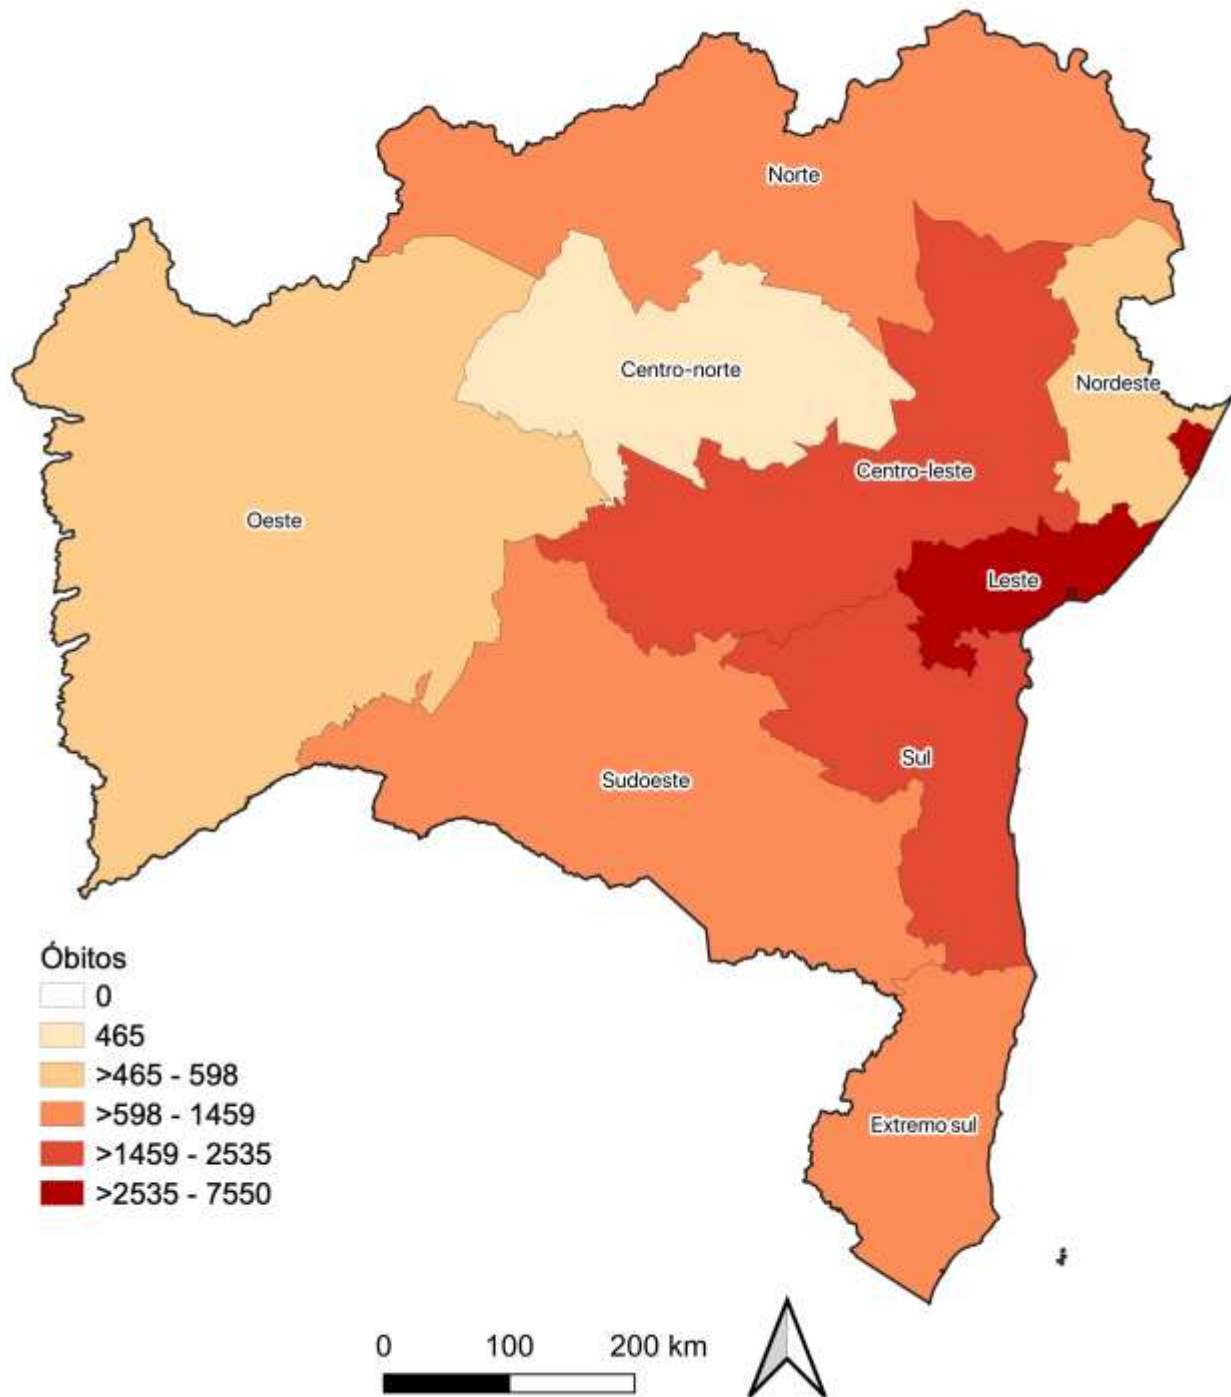 Norte
Centro-norte
Nordeste
Centro-leste
Oeste
Leste
Sul
Sudoeste
Óbitos
0
465
>465 - 598
>598 - 1459
>1459 - 2535
>2535 - 7550
Extremo sul
0 100 200 km